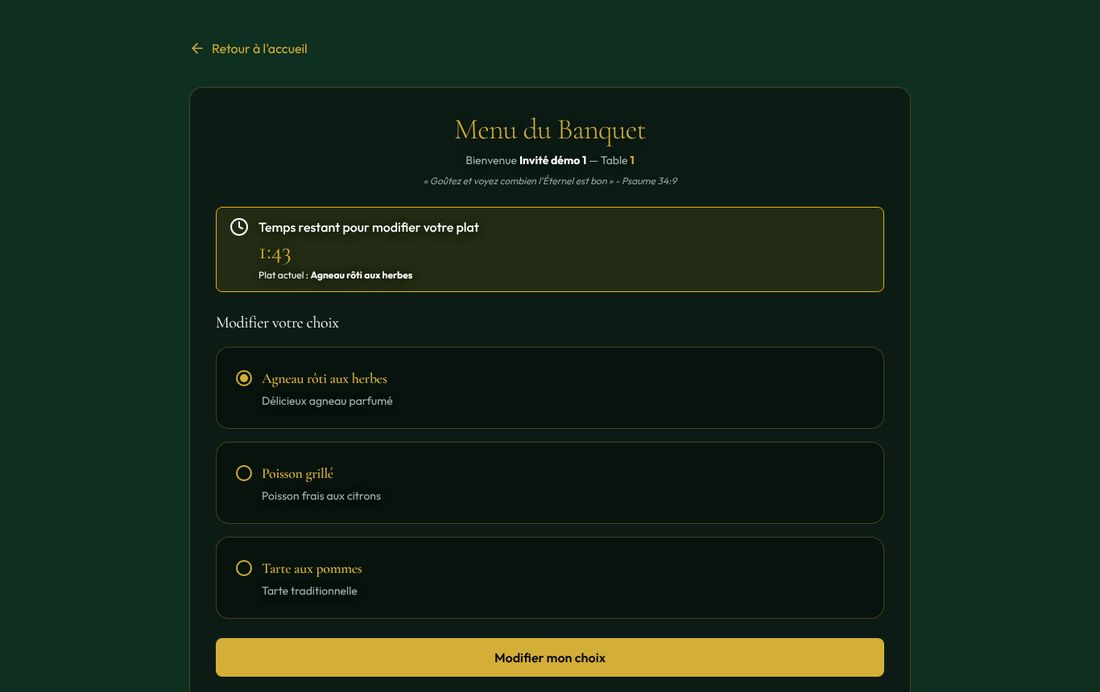 Retour à l'accueil
Menu du Banquet
Bienvenue Invité démo 1 — Table 1
« Goûtez et voyez combien l'Éternel est bon » - Psaume 34:9
Temps restant pour modifier votre plat
1:43
Plat actuel : Agneau rôti aux herbes
Modifier votre choix
Agneau rôti aux herbes
Délicieux agneau parfumé
Poisson grillé
Poisson frais aux citrons
Tarte aux pommes
Tarte traditionnelle
Modifier mon choix